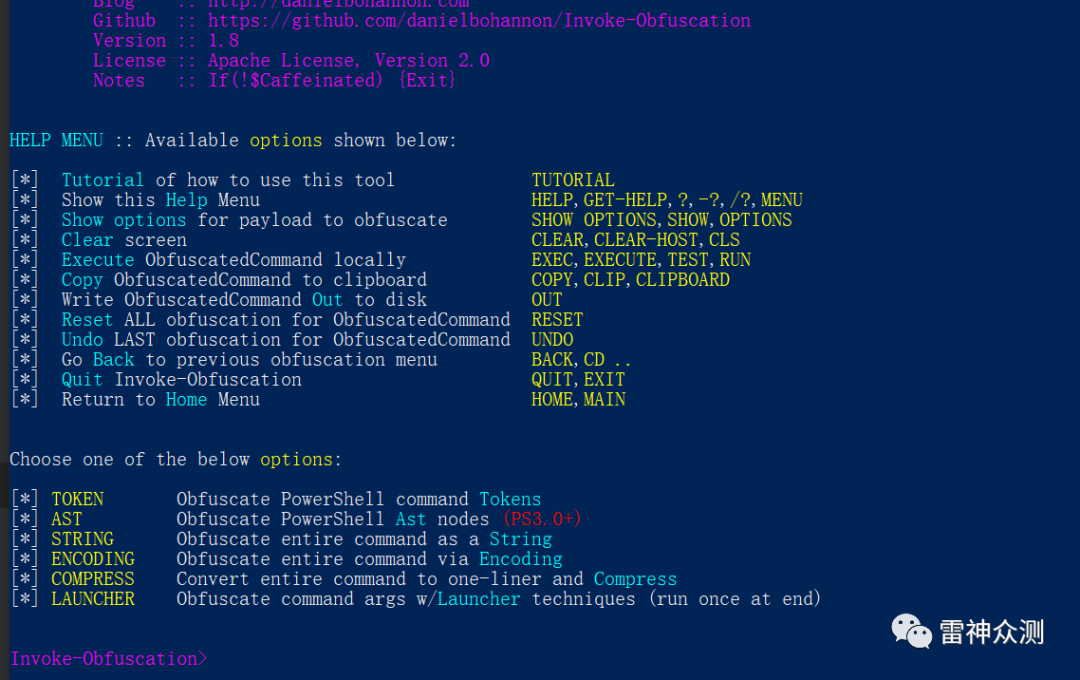 Blog :: http://danielbohannon.com
Github :: https://github.com/danielbohannon/Invoke-Obfuscation
Version :: 1.8
License :: Apache License, Version 2.0
Notes :: If(!$Caffeinated) {Exit}
HELP MENU :: Available options shown below:
[*] Tutorial of how to use this tool TUTORIAL
[*] Show this Help Menu HELP,GET-HELP,?,-?,/?,MENU
[*] Show options for payload to obfuscate SHOW OPTIONS,SHOW,OPTIONS
[*] Clear screen CLEAR,CLEAR-HOST,CLS
[*] Execute ObfuscatedCommand locally EXEC,EXECUTE,TEST,RUN
[*] Copy ObfuscatedCommand to clipboard COPY,CLIP,CLIPBOARD
[*] Write ObfuscatedCommand Out to disk OUT
[*] Reset ALL obfuscation for ObfuscatedCommand RESET
[*] Undo LAST obfuscation for ObfuscatedCommand UNDO
[*] Go Back to previous obfuscation menu BACK,CD ..
[*] Quit Invoke-Obfuscation QUIT,EXIT
[*] Return to Home Menu HOME,MAIN
Choose one of the below options:
[*] TOKEN Obfuscate PowerShell command Tokens
[*] AST Obfuscate PowerShell Ast nodes (PS3.0+)
[*] STRING Obfuscate entire command as a String
[*] ENCODING Obfuscate entire command via Encoding
[*] COMPRESS Convert entire command to one-liner and Compress
[*] LAUNCHER Obfuscate command args w/Launcher techniques (run once at end)
雷神众测
Invoke-Obfuscation>